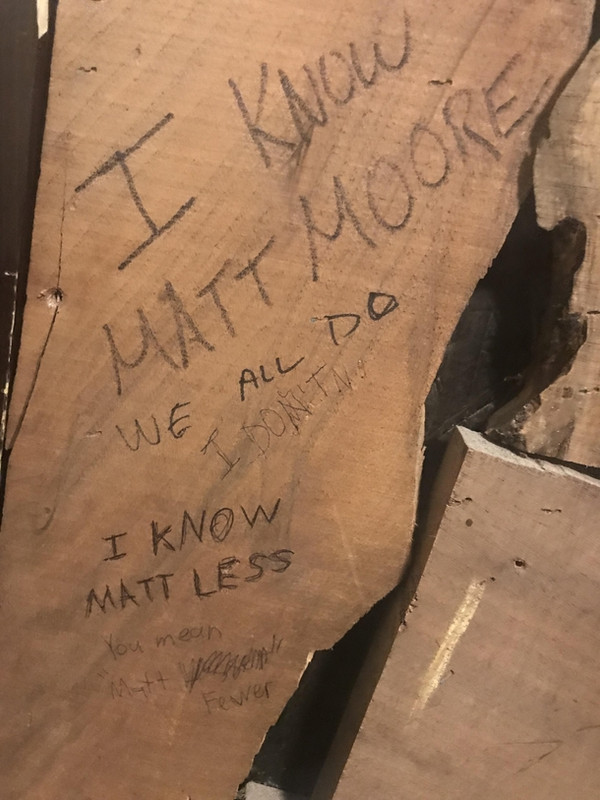 I KNOW
MATT MOORE
WE ALL DO
I DON'T
I KNOW
MATT LESS
You mean
"Matt
Fewer